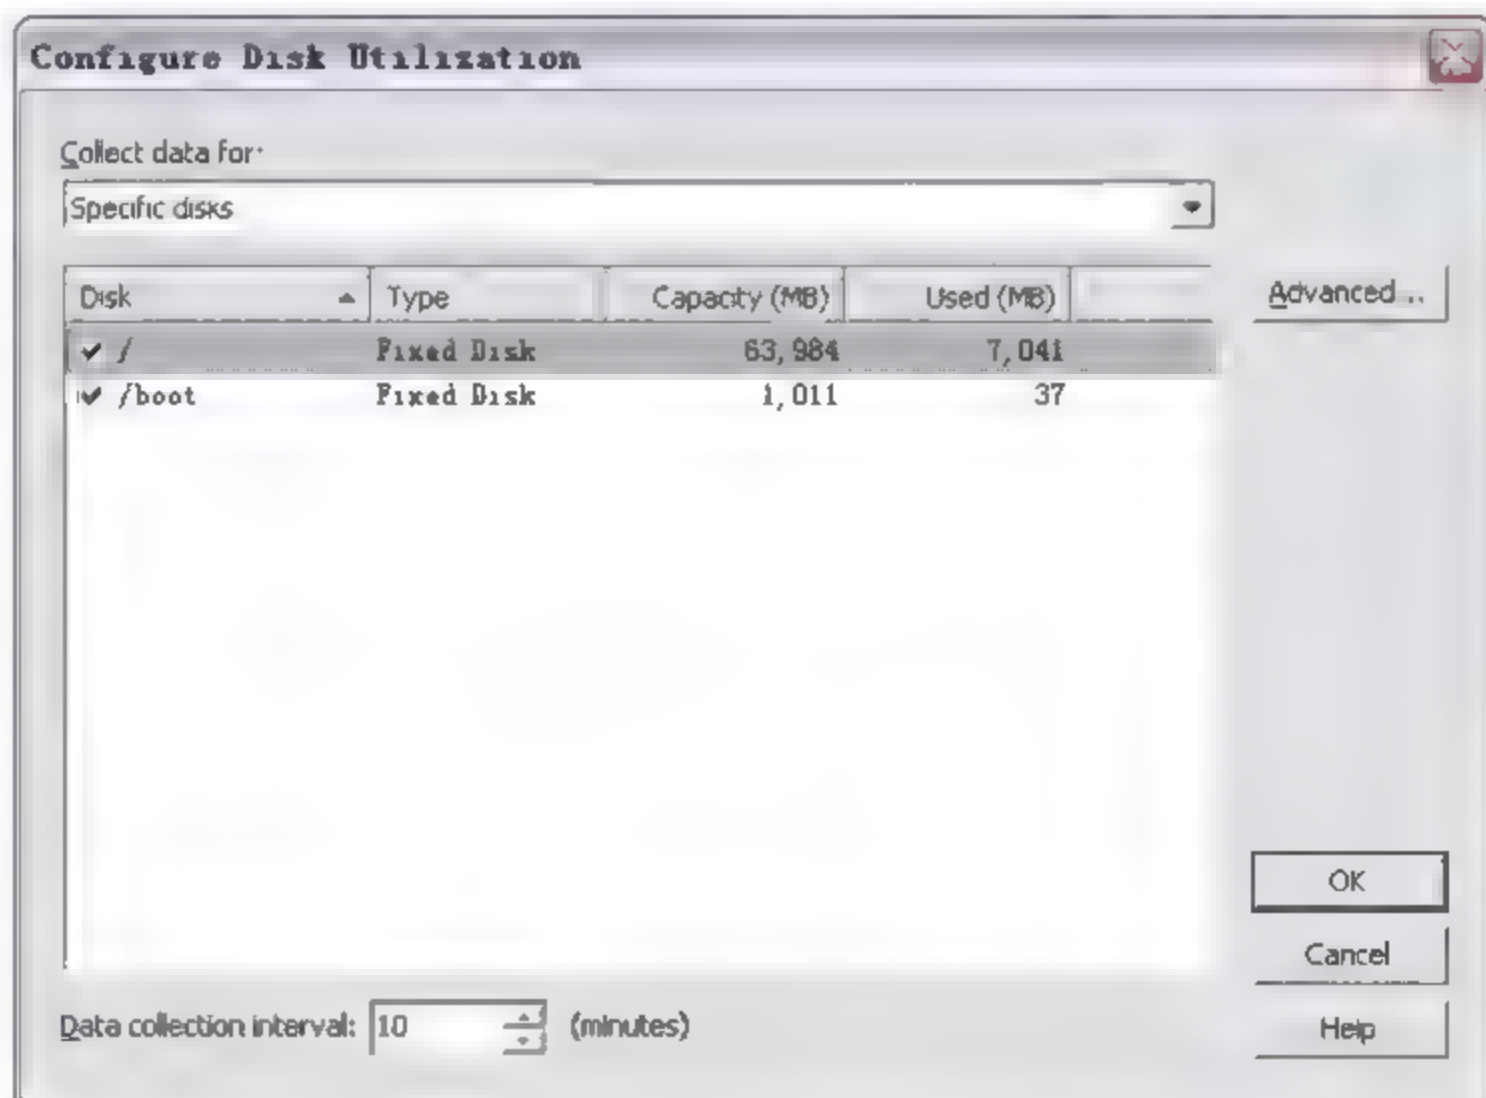 Configure Disk Utilization
Collect data for:
Specific disks
Disk Type Capacity (MB) Used (MB)
Advanced...
/ Fixed Disk 63,984 7,041
/boot Fixed Disk 1,011 37
OK
Cancel
Data collection interval: 10 (minutes)
Help